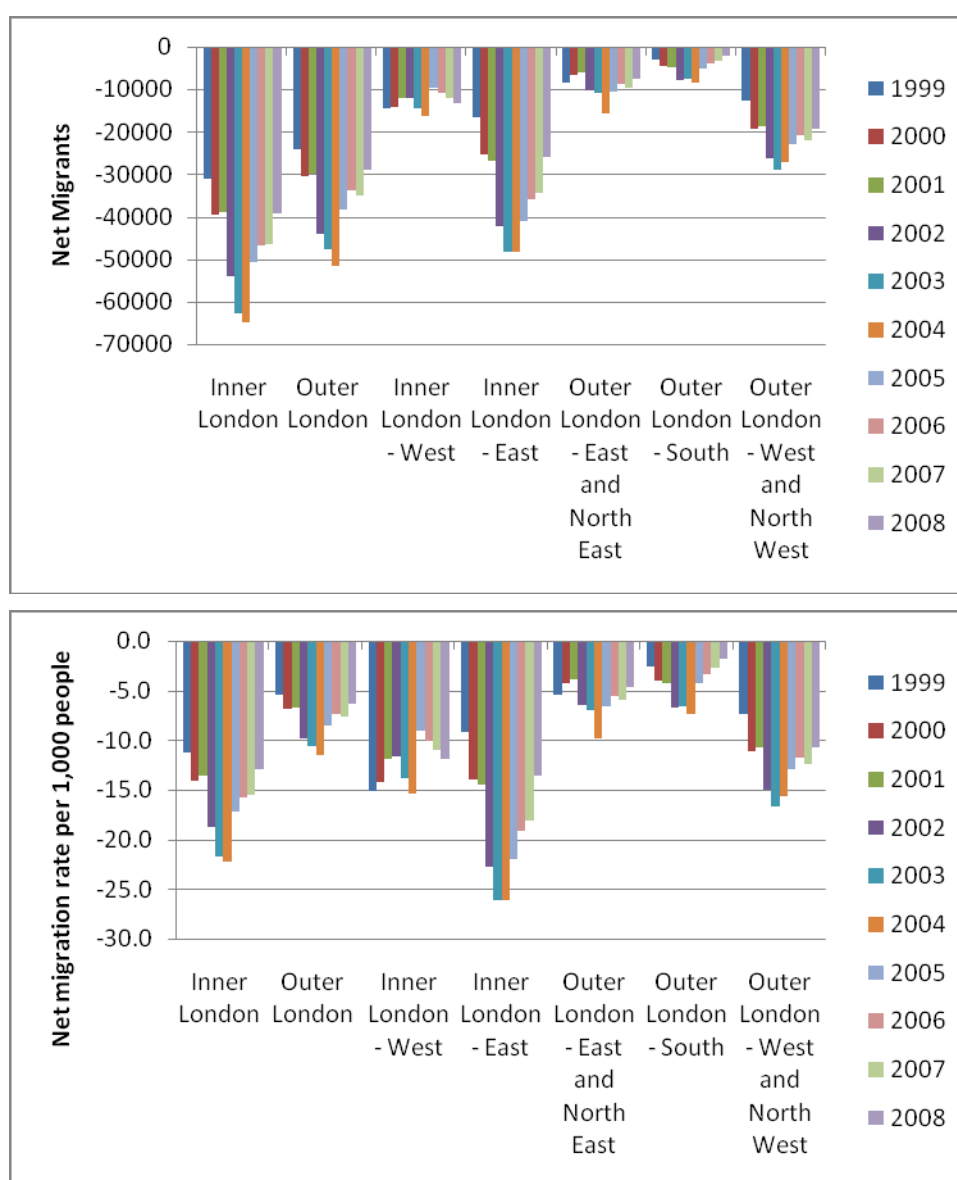 Net Migrants
0
-10000
-20000
-30000
-40000
-50000
-60000
-70000
Inner London
Outer London
Inner London - West
Inner London - East
Outer London - East and North East
Outer London - South
Outer London - West and North West
1999
2000
2001
2002
2003
2004
2005
2006
2007
2008
Net migration rate per 1,000 people
0.0
-5.0
-10.0
-15.0
-20.0
-25.0
-30.0
Inner London
Outer London
Inner London - West
Inner London - East
Outer London - East and North East
Outer London - South
Outer London - West and North West
1999
2000
2001
2002
2003
2004
2005
2006
2007
2008